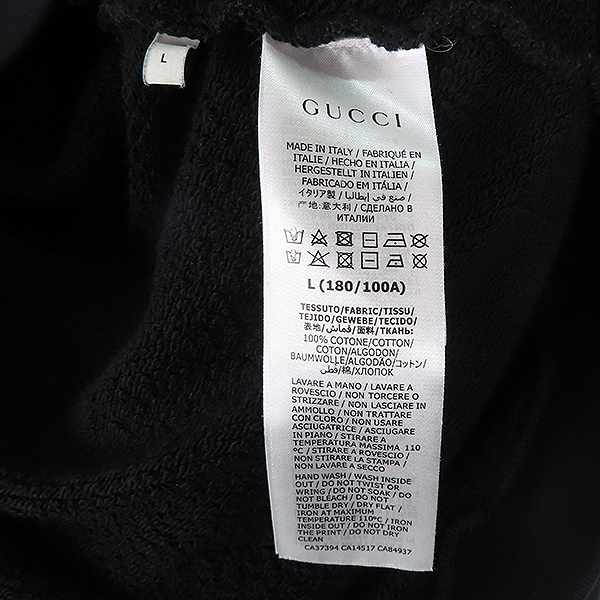 L
GUCCI
MADE IN ITALY / FABRIQUÉ EN
ITALIE / HECHO EN ITALIA /
HERGESTELLT IN ITALIEN /
FABRICADO EM ITÁLIA /
イタリア製 / صنع في إيطاليا /
产地:意大利 / СДЕЛАНО В
ИТАЛИИ
L (180/100A)
TESSUTO/FABRIC/TISSU/
TEJIDO/GEWEBE/TECIDO/
表地/قماش/面料/ТКАНЬ:
100% COTONE/COTTON/
COTON/ALGODON/
BAUMWOLLE/ALGODÃO/コットン/
قطن/棉/ХЛОПОК
LAVARE A MANO / LAVARE A
ROVESCIO / NON TORCERE O
STRIZZARE / NON LASCIARE IN
AMMOLLO / NON TRATTARE
CON CLORO / NON USARE
ASCIUGATRICE / ASCIUGARE
IN PIANO / STIRARE A
TEMPERATURA MASSIMA 110
ºC / STIRARE A ROVESCIO /
NON STIRARE LA STAMPA /
NON LAVARE A SECCO
HAND WASH / WASH INSIDE
OUT / DO NOT TWIST OR
WRING / DO NOT SOAK / DO
NOT BLEACH / DO NOT
TUMBLE DRY / DRY FLAT /
IRON AT MAXIMUM
TEMPERATURE 110ºC / IRON
INSIDE OUT / DO NOT IRON
THE PRINT / DO NOT DRY
CLEAN
CA37394 CA14517 CA84937